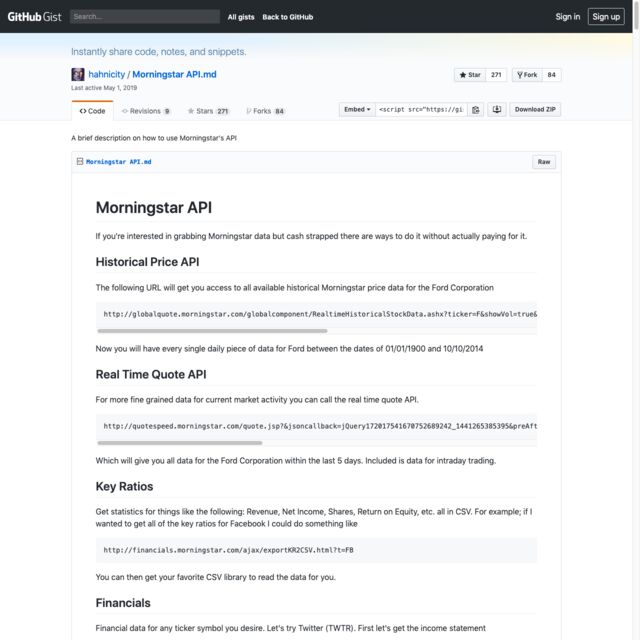 GitHub Gist
Search...
All gists
Back to GitHub
Sign in
Sign up
Instantly share code, notes, and snippets.
hahnicity / Morningstar API.md
Star 271
Fork 84
Last active May 1, 2019
Code
Revisions 9
Stars 271
Forks 84
Embed
<script src="https://gi
Download ZIP
A brief description on how to use Morningstar's API
Morningstar API.md
Raw
Morningstar API
If you're interested in grabbing Morningstar data but cash strapped there are ways to do it without actually paying for it.
Historical Price API
The following URL will get you access to all available historical Morningstar price data for the Ford Corporation
http://globalquote.morningstar.com/globalcomponent/RealtimeHistoricalStockData.ashx?ticker=F&showVol=true&
Now you will have every single daily piece of data for Ford between the dates of 01/01/1900 and 10/10/2014
Real Time Quote API
For more fine grained data for current market activity you can call the real time quote API.
http://quotespeed.morningstar.com/quote.jsp?&jsoncallback=jQuery172017541670752689242_1441265385395&preAft
Which will give you all data for the Ford Corporation within the last 5 days. Included is data for intraday trading.
Key Ratios
Get statistics for things like the following: Revenue, Net Income, Shares, Return on Equity, etc. all in CSV. For example; if I
wanted to get all of the key ratios for Facebook I could do something like
http://financials.morningstar.com/ajax/exportKR2CSV.html?t=FB
You can then get your favorite CSV library to read the data for you.
Financials
Financial data for any ticker symbol you desire. Let's try Twitter (TWTR). First let's get the income statement